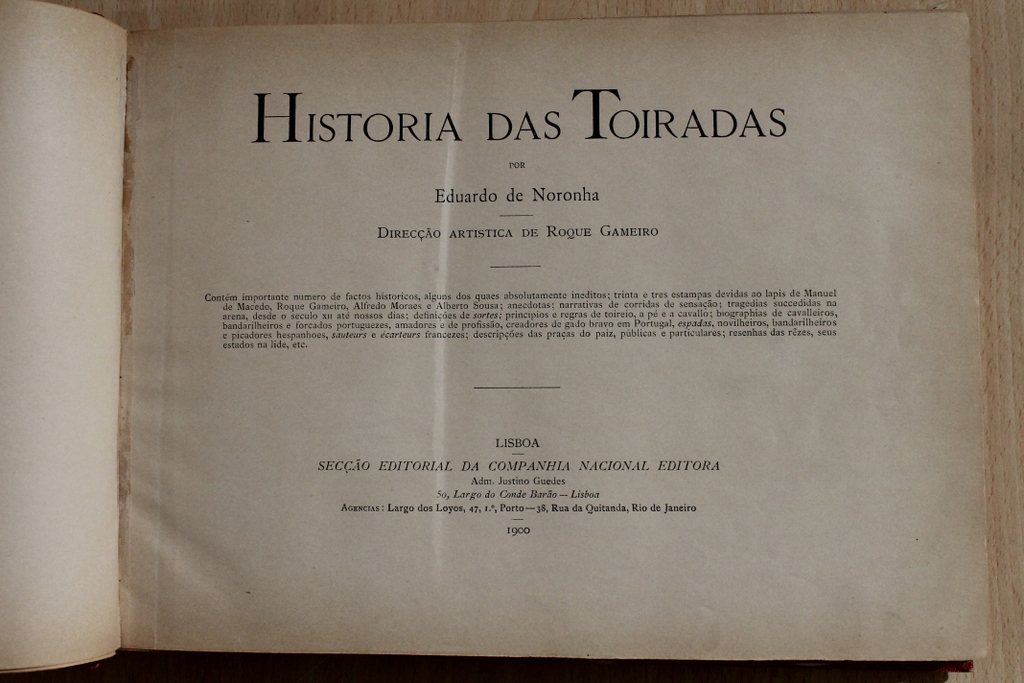 HISTORIA DAS TOIRADAS
POR
Eduardo de Noronha
DIRECÇÃO ARTISTICA DE ROQUE GAMEIRO
Contém importante numero de factos historicos, alguns dos quaes absolutamente ineditos; trinta e tres estampas devidas ao lapis de Manuel
de Macedo, Roque Gameiro, Alfredo Moraes e Alberto Sousa; anecdotas: narrativas de corridas de sensação; tragedias succedidas na
arena, desde o seculo XII até nossos dias; definições de sortes; principios e regras de toireio, a pé e a cavallo; biographias de cavalleiros,
bandarilheiros e forcados portuguezes, amadores e de profissão, creadores de gado bravo em Portugal, espadas, novilheiros, bandarilheiros
e picadores hespanhoes, sauteurs e écarteurs francezes; descripções das praças do paiz, públicas e particulares; resenhas das rêzes, seus
estados na lide, etc.
LISBOA
SECÇÃO EDITORIAL DA COMPANHIA NACIONAL EDITORA
Adm. Justino Guedes
50, Largo do Conde Barão — Lisboa
AGENCIAS: Largo dos Loyos, 47, 1.º, Porto—38, Rua da Quitanda, Rio de Janeiro
1900